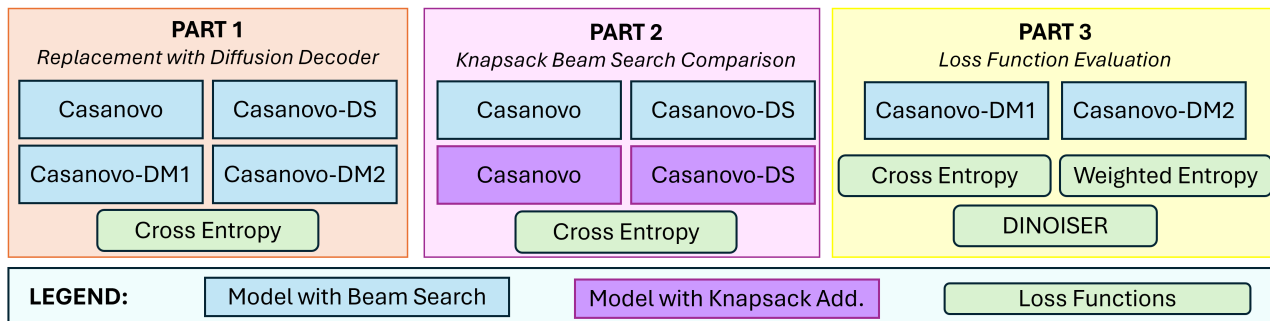 PART 1
Replacement with Diffusion Decoder
Casanovo
Casanovo-DS
Casanovo-DM1
Casanovo-DM2
Cross Entropy
PART 2
Knapsack Beam Search Comparison
Casanovo
Casanovo-DS
Casanovo
Casanovo-DS
Cross Entropy
PART 3
Loss Function Evaluation
Casanovo-DM1
Casanovo-DM2
Cross Entropy
Weighted Entropy
DINOISER
LEGEND:
Model with Beam Search
Model with Knapsack Add.
Loss Functions